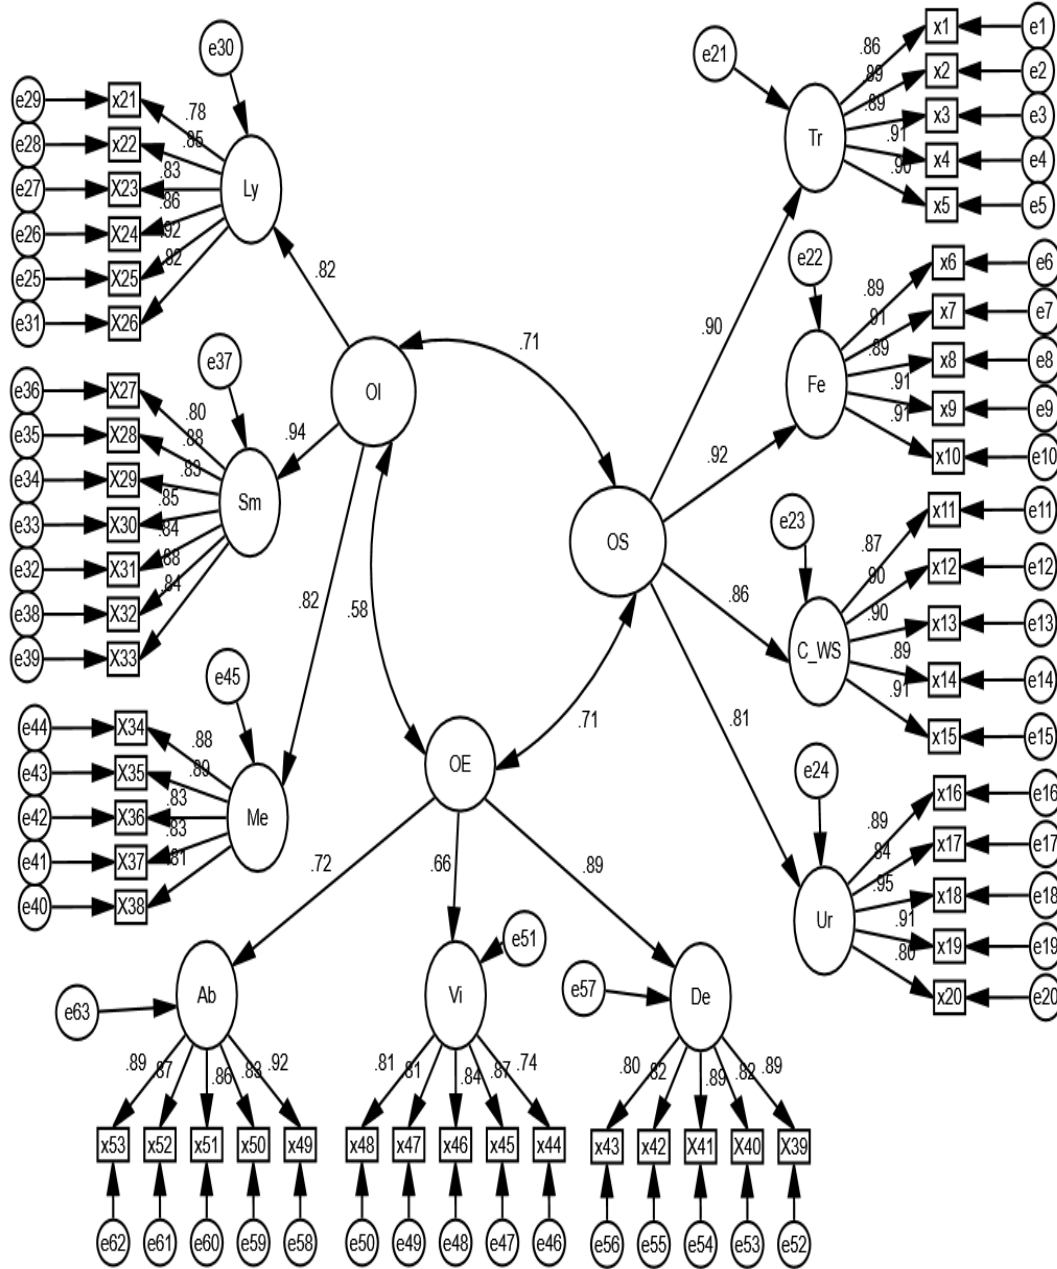 e30
e29 x21 .78
e28 x22 .85
e27 X23 .83
e26 X24 .86
e25 X25 .92
e31 X26 .92
Ly
.82
e37
e36 X27 .80
e35 X28 .88
e34 X29 .83
e33 X30 .85
e32 X31 .84
e38 X32 .88
e39 X33 .84
Sm
.94
OI
.71
.58
.82
e45
e44 X34 .88
e43 X35 .89
e42 X36 .83
e41 X37 .83
e40 X38 .81
Me
e21
Tr
.86 x1 e1
.89 x2 e2
.89 x3 e3
.91 x4 e4
.90 x5 e5
.90
e22
Fe
.89 x6 e6
.91 x7 e7
.89 x8 e8
.91 x9 e9
.91 x10 e10
.92
OS
e23
C_WS
.87 x11 e11
.90 x12 e12
.90 x13 e13
.89 x14 e14
.91 x15 e15
.86
.71
.81
e24
Ur
.89 x16 e16
.84 x17 e17
.95 x18 e18
.91 x19 e19
.80 x20 e20
OE
.72 .66 .89
Ab e63
Vi e51
De e57
.89 .87 .86 .83 .92
x53 x52 x51 x50 x49
e62 e61 e60 e59 e58
.81 .81 .84 .87 .74
x48 x47 x46 x45 x44
e50 e49 e48 e47 e46
.80 .82 .89 .82 .89
x43 x42 X41 X40 X39
e56 e55 e54 e53 e52